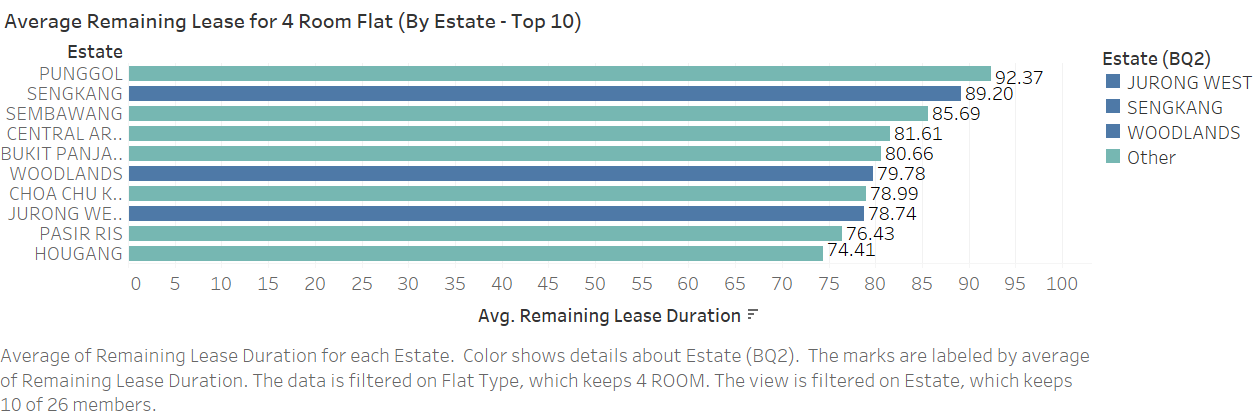 Average Remaining Lease for 4 Room Flat (By Estate - Top 10)
Estate
PUNGGOL 92.37
SENGKANG 89.20
SEMBAWANG 85.69
CENTRAL AR.. 81.61
BUKIT PANJA.. 80.66
WOODLANDS 79.78
CHOA CHU K.. 78.99
JURONG WE.. 78.74
PASIR RIS 76.43
HOUGANG 74.41
0 5 10 15 20 25 30 35 40 45 50 55 60 65 70 75 80 85 90 95 100
Avg. Remaining Lease Duration
Estate (BQ2)
JURONG WEST
SENGKANG
WOODLANDS
Other
Average of Remaining Lease Duration for each Estate.  Color shows details about Estate (BQ2).  The marks are labeled by average
of Remaining Lease Duration. The data is filtered on Flat Type, which keeps 4 ROOM. The view is filtered on Estate, which keeps
10 of 26 members.